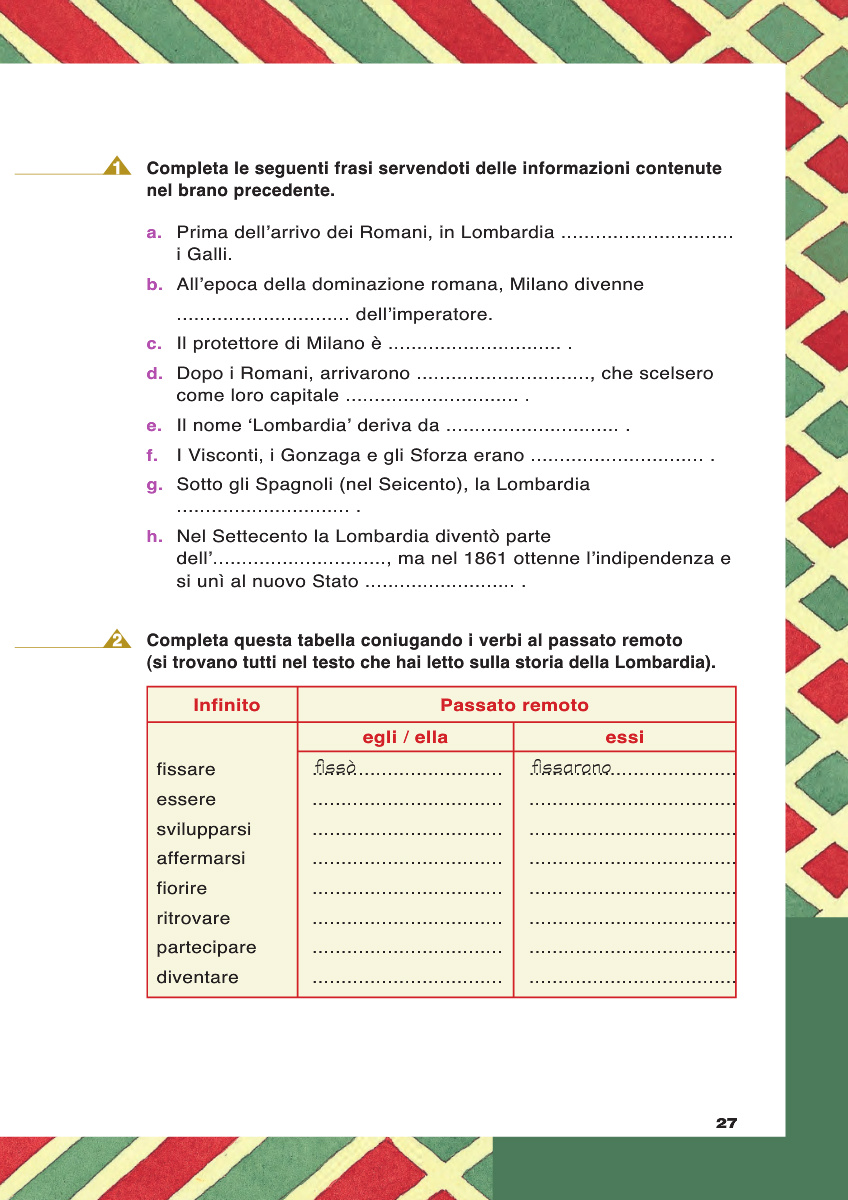 1 Completa le seguenti frasi servendoti delle informazioni contenute
nel brano precedente.
a. Prima dell'arrivo dei Romani, in Lombardia ..............................
i Galli.
b. All'epoca della dominazione romana, Milano divenne
.............................. dell'imperatore.
c. Il protettore di Milano è .............................. .
d. Dopo i Romani, arrivarono .............................., che scelsero
come loro capitale .............................. .
e. Il nome ‘Lombardia’ deriva da .............................. .
f. I Visconti, i Gonzaga e gli Sforza erano .............................. .
g. Sotto gli Spagnoli (nel Seicento), la Lombardia
.............................. .
h. Nel Settecento la Lombardia diventò parte
dell'.............................., ma nel 1861 ottenne l'indipendenza e
si unì al nuovo Stato .......................... .
2 Completa questa tabella coniugando i verbi al passato remoto
(si trovano tutti nel testo che hai letto sulla storia della Lombardia).
Infinito Passato remoto
egli / ella essi
fissare fissò......................... fissarono......................
essere ................................. ....................................
svilupparsi ................................. ....................................
affermarsi ................................. ....................................
fiorire ................................. ....................................
ritrovare ................................. ....................................
partecipare ................................. ....................................
diventare ................................. ....................................
27